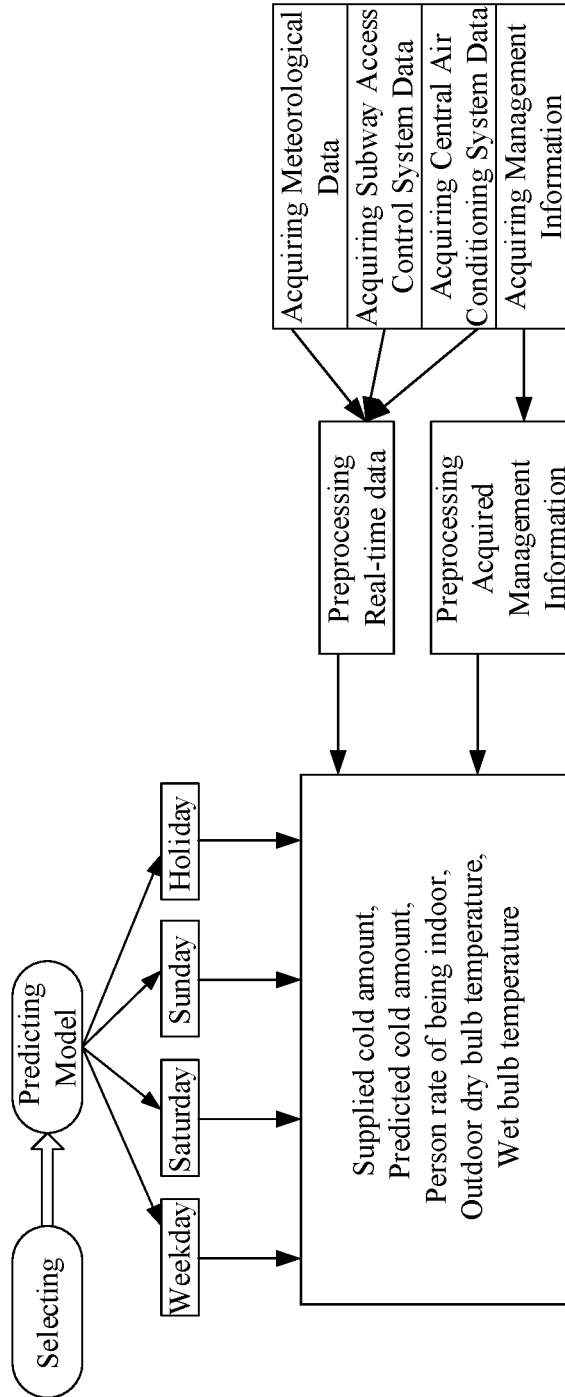 Selecting
Predicting
Model
Weekday
Saturday
Sunday
Holiday
Supplied cold amount,
Predicted cold amount,
Person rate of being indoor,
Outdoor dry bulb temperature,
Wet bulb temperature
Preprocessing
Real-time data
Preprocessing
Acquired
Management
Information
Acquiring Meteorological
Data
Acquiring Subway Access
Control System Data
Acquiring Central Air
Conditioning System Data
Acquiring Management
Information